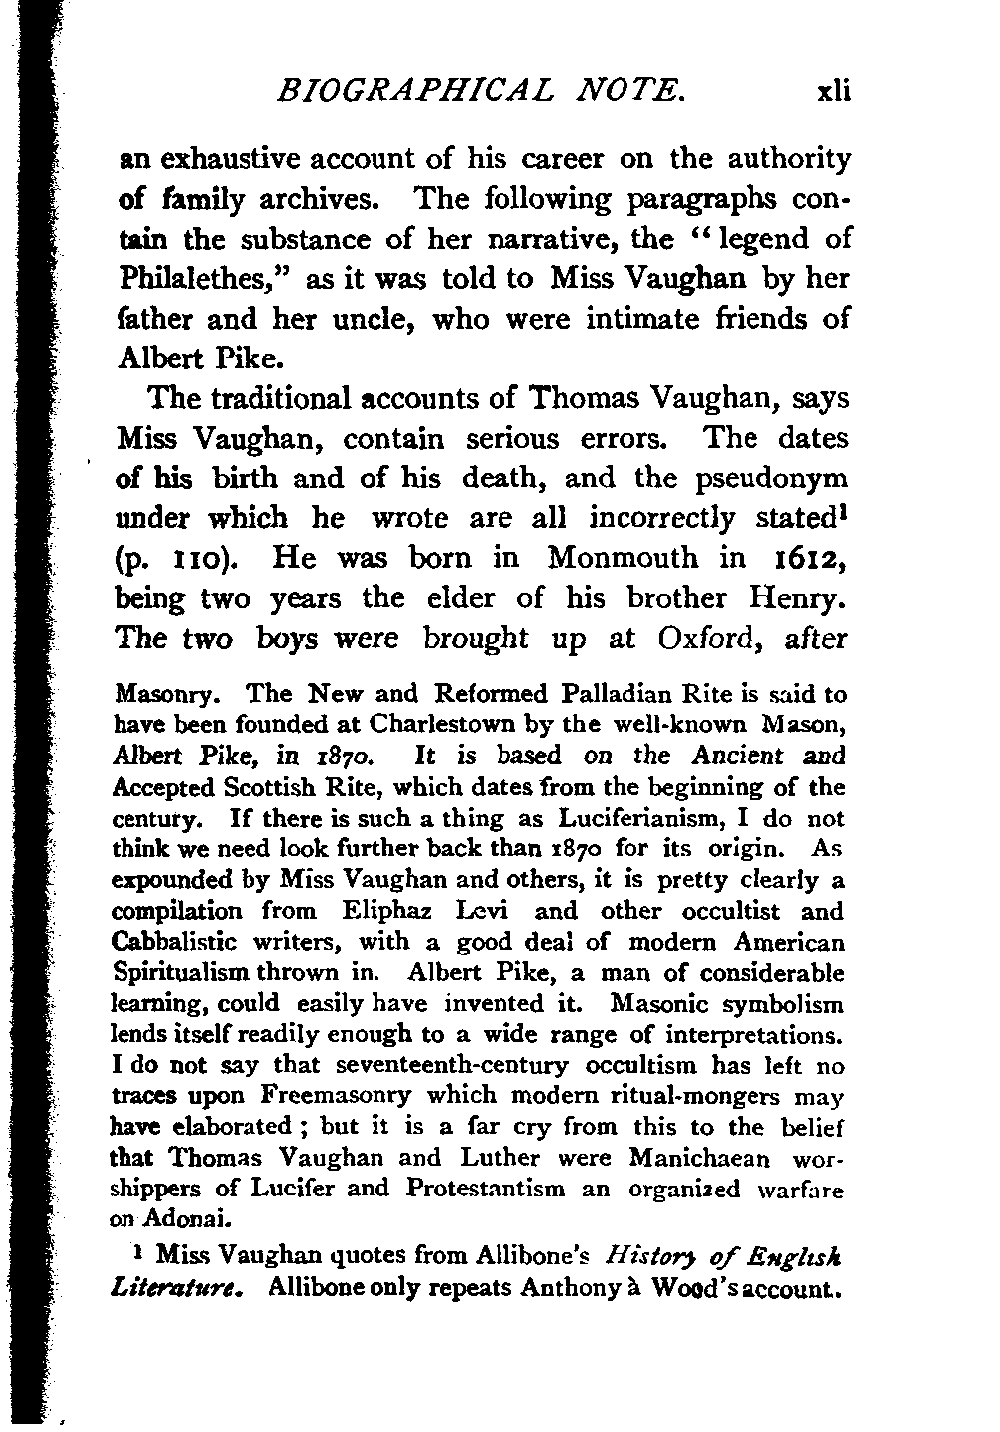 BIOGRAPHICAL NOTE. xli
an exhaustive account of his career on the authority
of family archives. The following paragraphs con-
tain the substance of her narrative, the “legend of
Philalethes,” as it was told to Miss Vaughan by her
father and her uncle, who were intimate friends of
Albert Pike.
The traditional accounts of Thomas Vaughan, says
Miss Vaughan, contain serious errors. The dates
of his birth and of his death, and the pseudonym
under which he wrote are all incorrectly stated¹
(p. 110). He was born in Monmouth in 1612,
being two years the elder of his brother Henry.
The two boys were brought up at Oxford, after
Masonry. The New and Reformed Palladian Rite is said to
have been founded at Charlestown by the well-known Mason,
Albert Pike, in 1870. It is based on the Ancient and
Accepted Scottish Rite, which dates from the beginning of the
century. If there is such a thing as Luciferianism, I do not
think we need look further back than 1870 for its origin. As
expounded by Miss Vaughan and others, it is pretty clearly a
compilation from Eliphaz Levi and other occultist and
Cabbalistic writers, with a good deal of modern American
Spiritualism thrown in. Albert Pike, a man of considerable
learning, could easily have invented it. Masonic symbolism
lends itself readily enough to a wide range of interpretations.
I do not say that seventeenth-century occultism has left no
traces upon Freemasonry which modern ritual-mongers may
have elaborated; but it is a far cry from this to the belief
that Thomas Vaughan and Luther were Manichaean wor-
shippers of Lucifer and Protestantism an organized warfare
on Adonai.
¹ Miss Vaughan quotes from Allibone's History of English
Literature. Allibone only repeats Anthony à Wood's account.